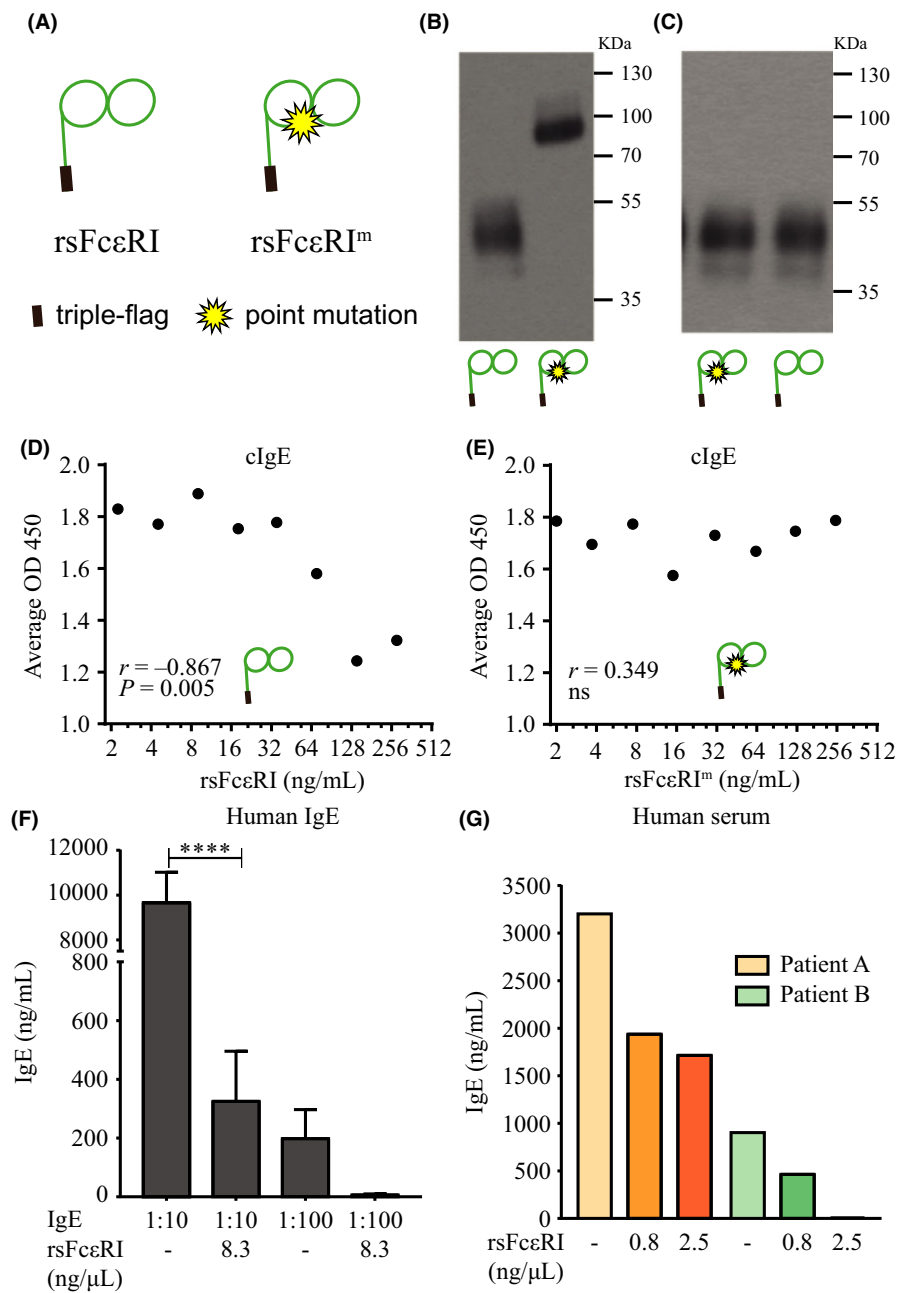 (A)
rsFcεRI
rsFcεRIᵐ
triple-flag
point mutation
(B)
KDa
130
100
70
55
35
(C)
KDa
130
100
70
55
35
(D)
cIgE
Average OD 450
2.0
1.8
1.6
1.4
1.2
1.0
r = –0.867
P = 0.005
2 4 8 16 32 64 128 256 512
rsFcεRI (ng/mL)
(E)
cIgE
Average OD 450
2.0
1.8
1.6
1.4
1.2
1.0
r = 0.349
ns
2 4 8 16 32 64 128 256 512
rsFcεRIᵐ (ng/mL)
(F)
Human IgE
****
IgE (ng/mL)
12000
10000
8000
800
600
400
200
0
IgE 1:10 1:10 1:100 1:100
rsFcεRI - 8.3 - 8.3
(ng/μL)
(G)
Human serum
IgE (ng/mL)
3500
3000
2500
2000
1500
1000
500
0
Patient A
Patient B
rsFcεRI - 0.8 2.5 - 0.8 2.5
(ng/μL)